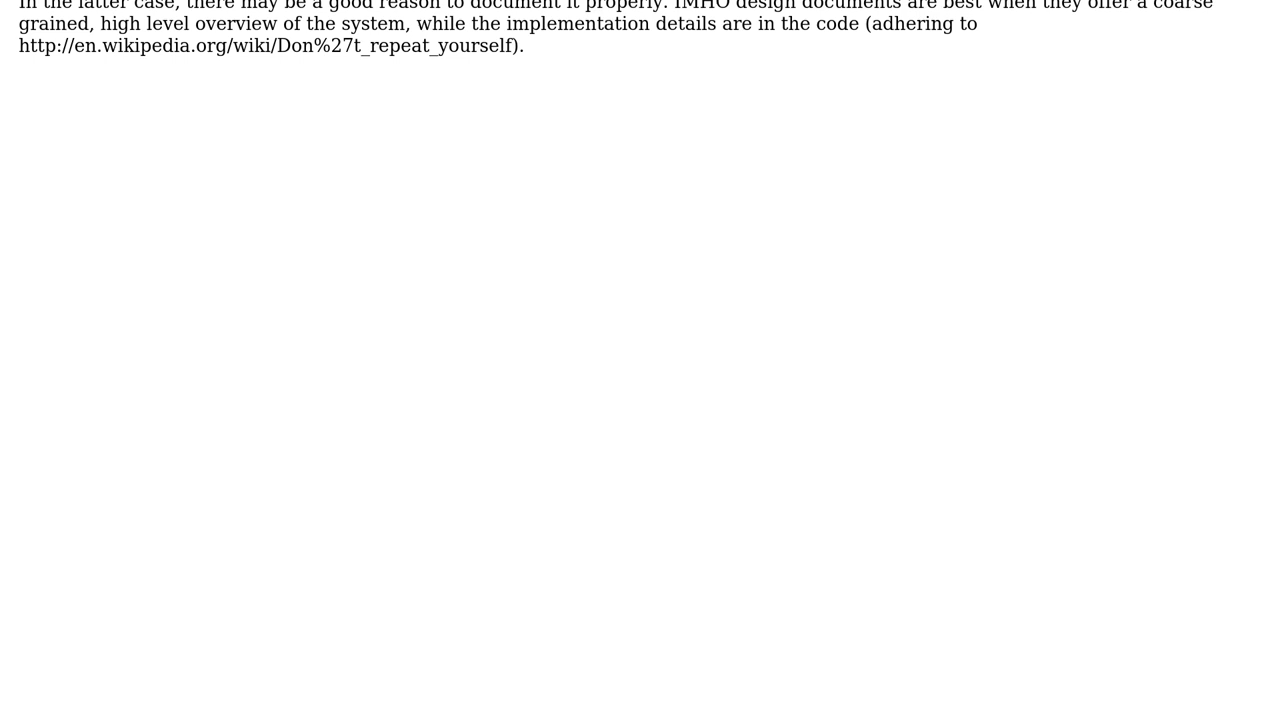 In the latter case, there may be a good reason to document it properly. IMHO design documents are best when they offer a coarse
grained, high level overview of the system, while the implementation details are in the code (adhering to
http://en.wikipedia.org/wiki/Don%27t_repeat_yourself).